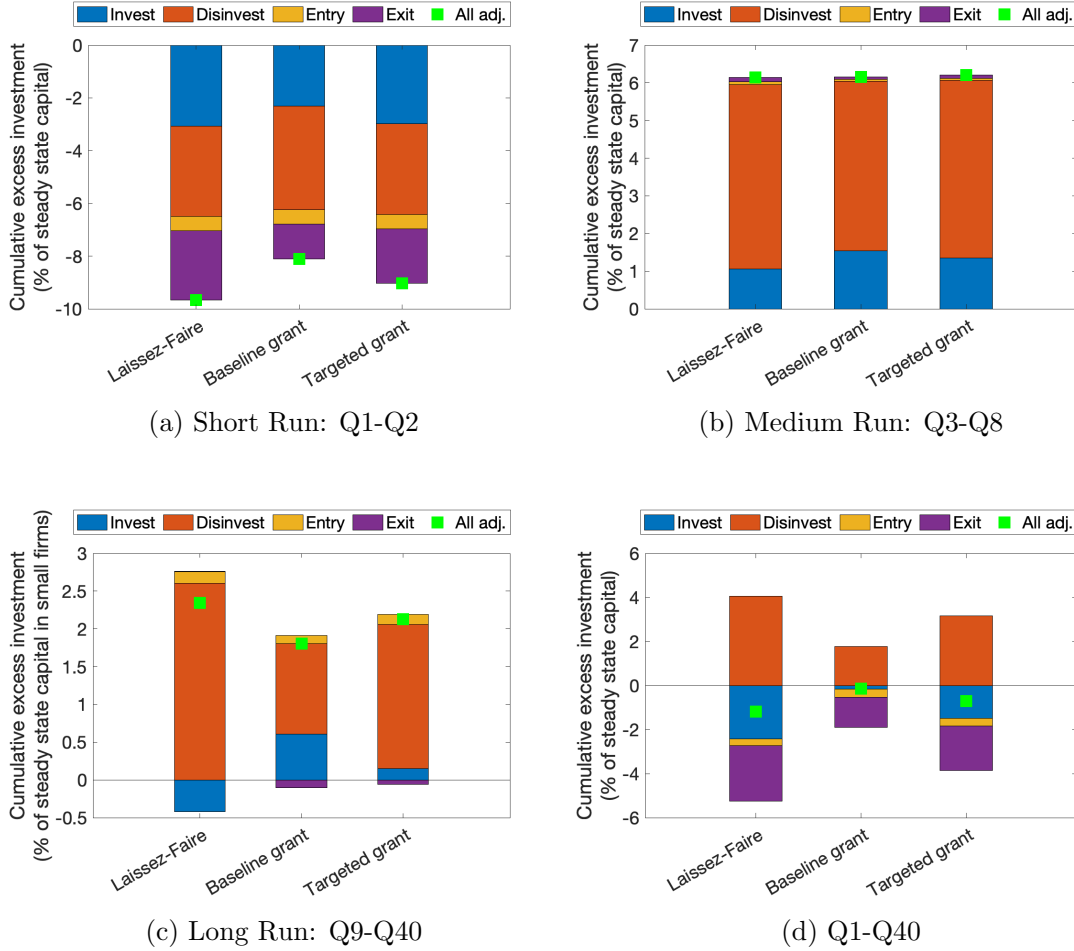 Invest Disinvest Entry Exit All adj.
Cumulative excess investment
(% of steady state capital)
0
-2
-4
-6
-8
-10
Laissez-Faire
Baseline grant
Targeted grant
(a) Short Run: Q1-Q2
Invest Disinvest Entry Exit All adj.
Cumulative excess investment
(% of steady state capital)
7
6
5
4
3
2
1
0
Laissez-Faire
Baseline grant
Targeted grant
(b) Medium Run: Q3-Q8
Invest Disinvest Entry Exit All adj.
Cumulative excess investment
(% of steady state capital in small firms)
3
2.5
2
1.5
1
0.5
0
-0.5
Laissez-Faire
Baseline grant
Targeted grant
(c) Long Run: Q9-Q40
Invest Disinvest Entry Exit All adj.
Cumulative excess investment
(% of steady state capital)
6
4
2
0
-2
-4
-6
Laissez-Faire
Baseline grant
Targeted grant
(d) Q1-Q40